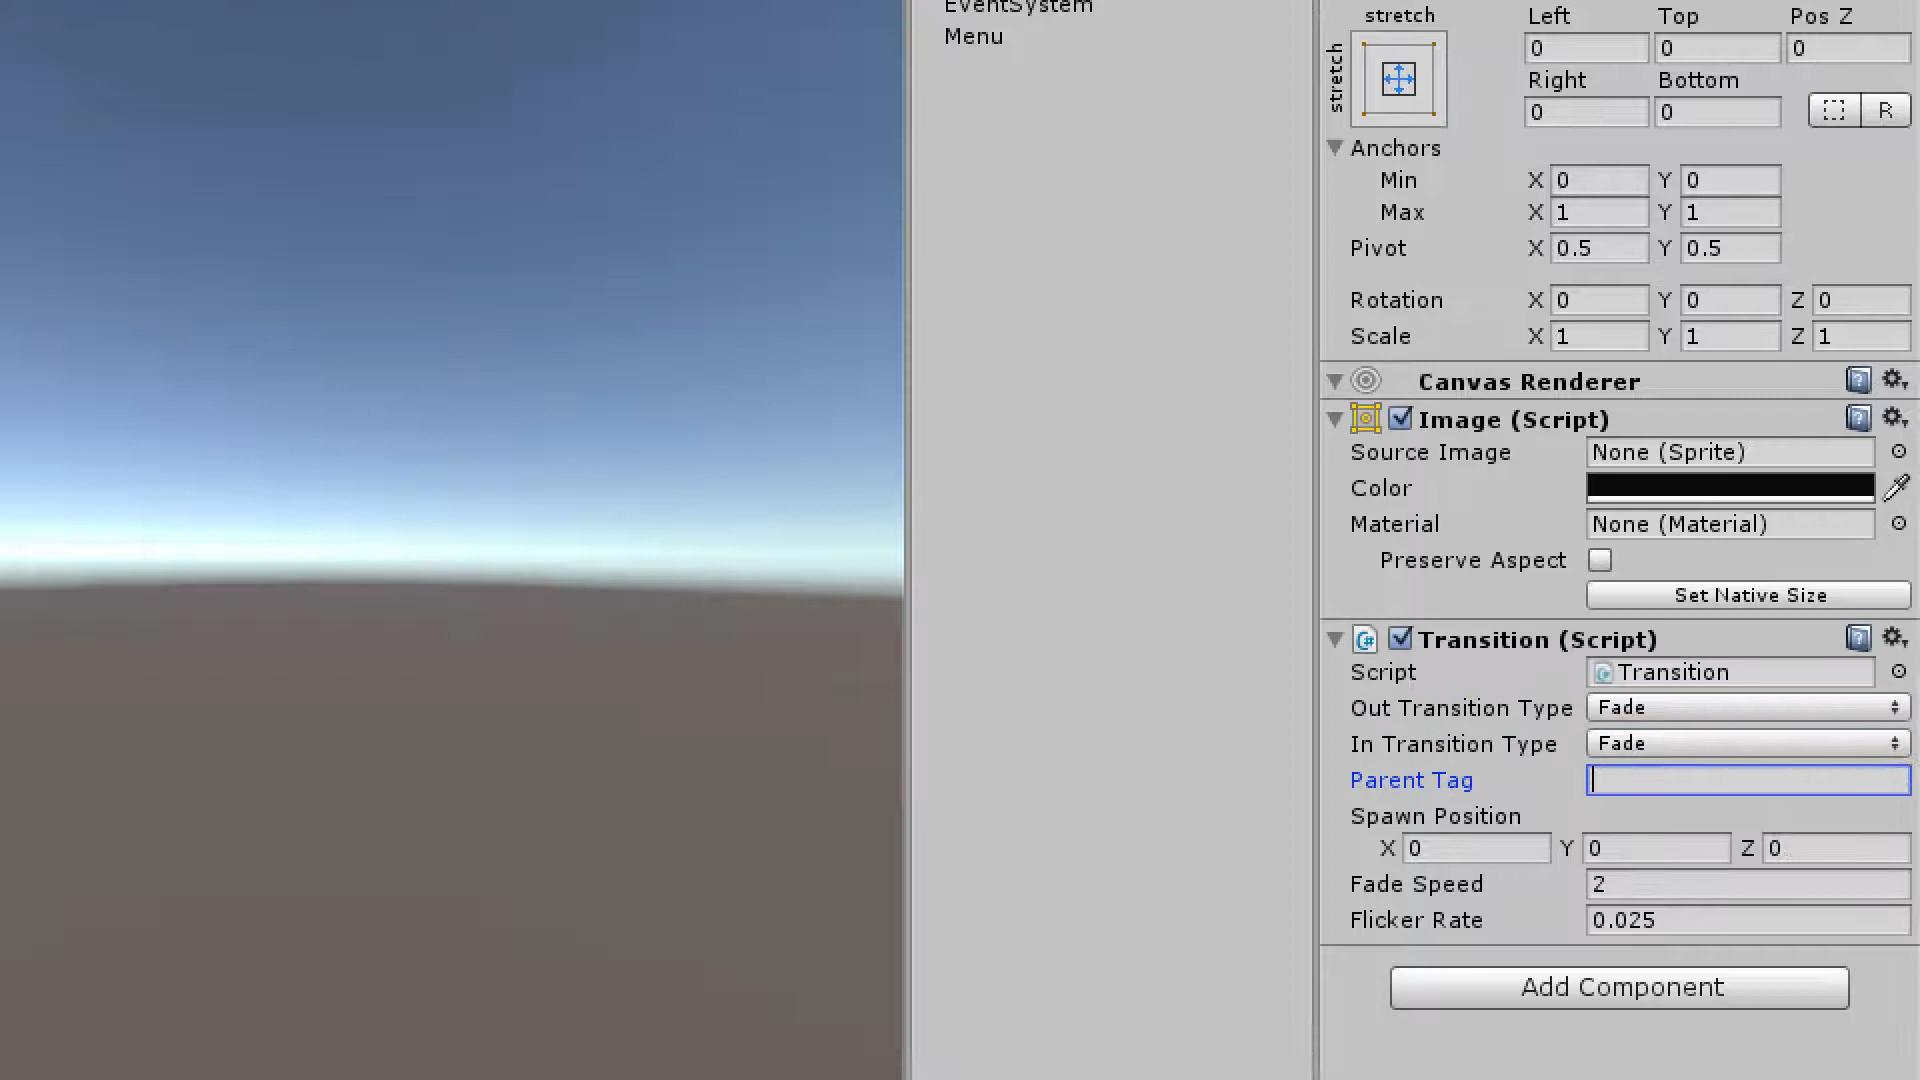 EventSystem
Menu
stretch
stretch
Left Top Pos Z
0 0 0
Right Bottom
0 0
R
Anchors
Min X 0 Y 0
Max X 1 Y 1
Pivot X 0.5 Y 0.5
Rotation X 0 Y 0 Z 0
Scale X 1 Y 1 Z 1
Canvas Renderer
Image (Script)
Source Image None (Sprite)
Color
Material None (Material)
Preserve Aspect
Set Native Size
Transition (Script)
Script Transition
Out Transition Type Fade
In Transition Type Fade
Parent Tag
Spawn Position
X 0 Y 0 Z 0
Fade Speed 2
Flicker Rate 0.025
Add Component